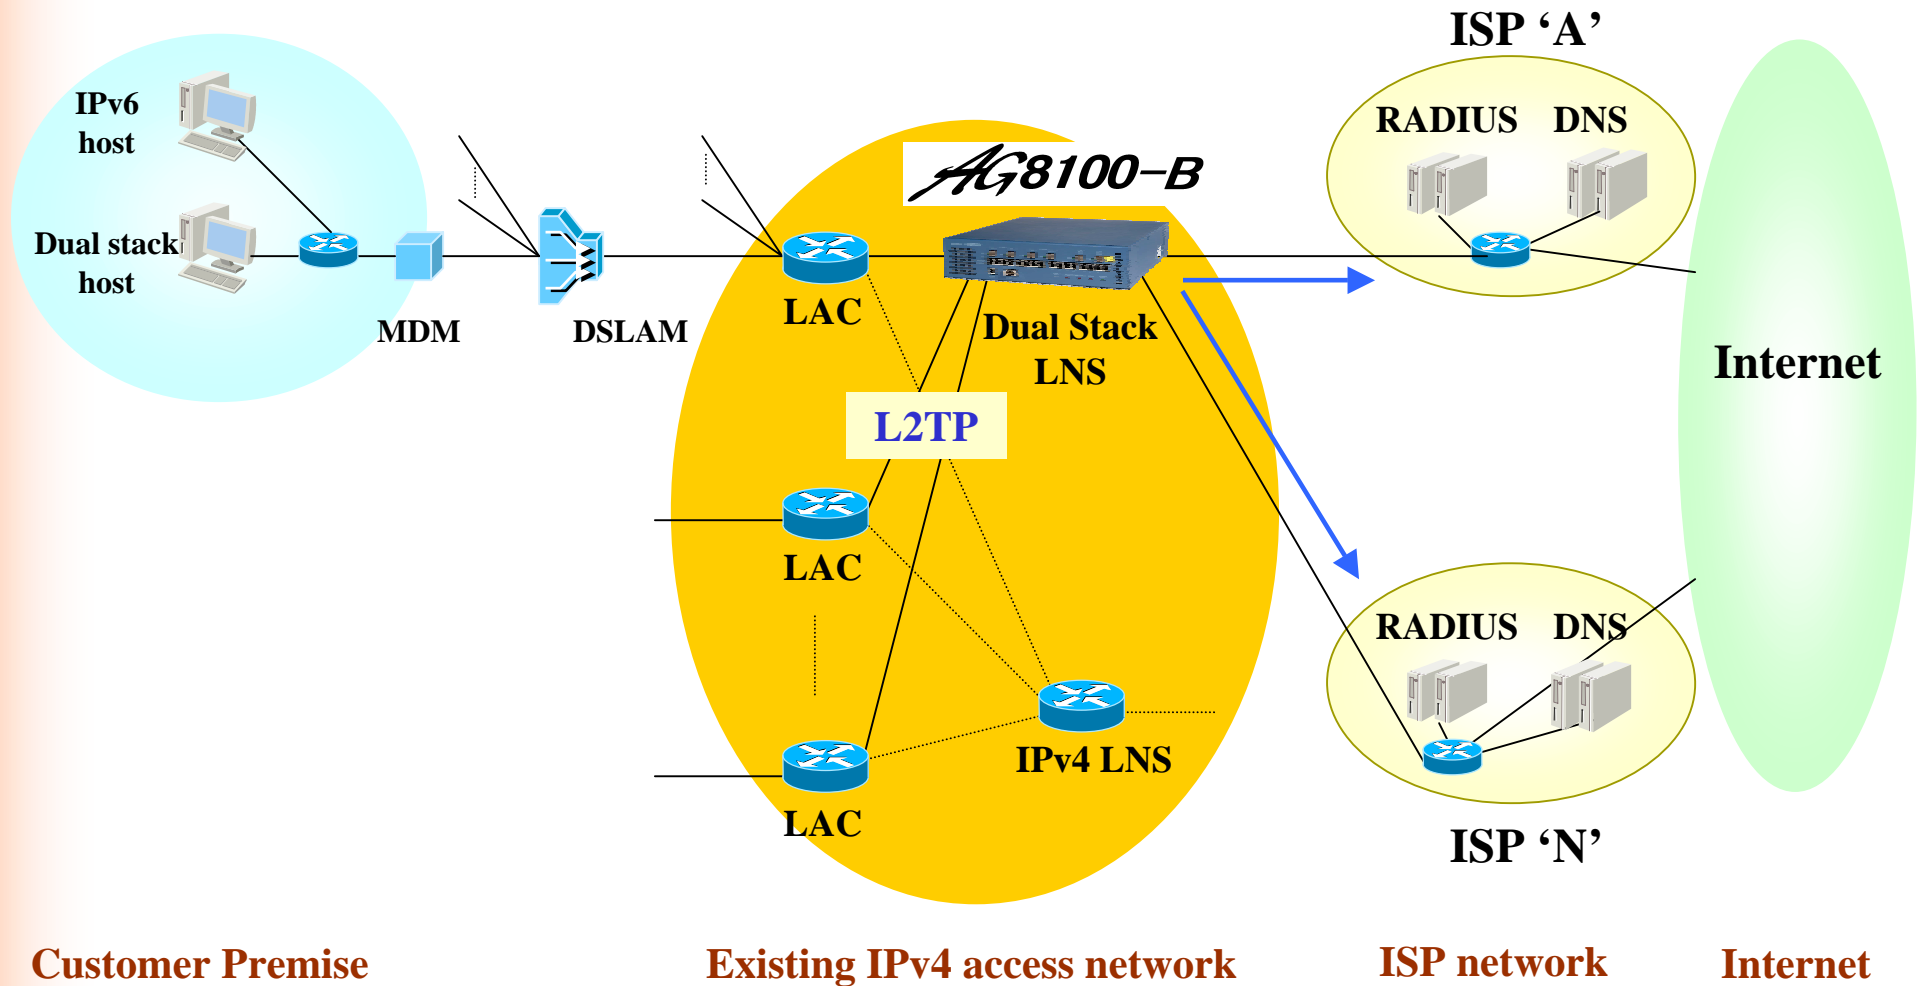 ISP ‘A’
IPv6
host
RADIUS DNS
AG8100-B
Dual stack
host
MDM
DSLAM
LAC
Dual Stack
LNS
Internet
L2TP
LAC
RADIUS DNS
IPv4 LNS
LAC
ISP ‘N’
Customer Premise
Existing IPv4 access network
ISP network
Internet